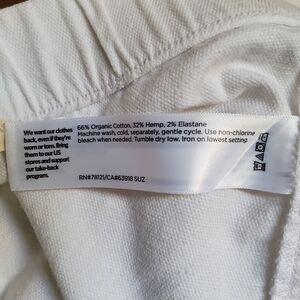 We want our clothes
back, even if they're
worn or torn. Bring
them to our US
stores and support
our take-back
program.
66% Organic Cotton, 32% Hemp, 2% Elastane
Machine wash, cold, separately, gentle cycle. Use non-chlorine
bleach when needed. Tumble dry low. Iron on lowest setting.
RN#78121/CA#63918 SUZ